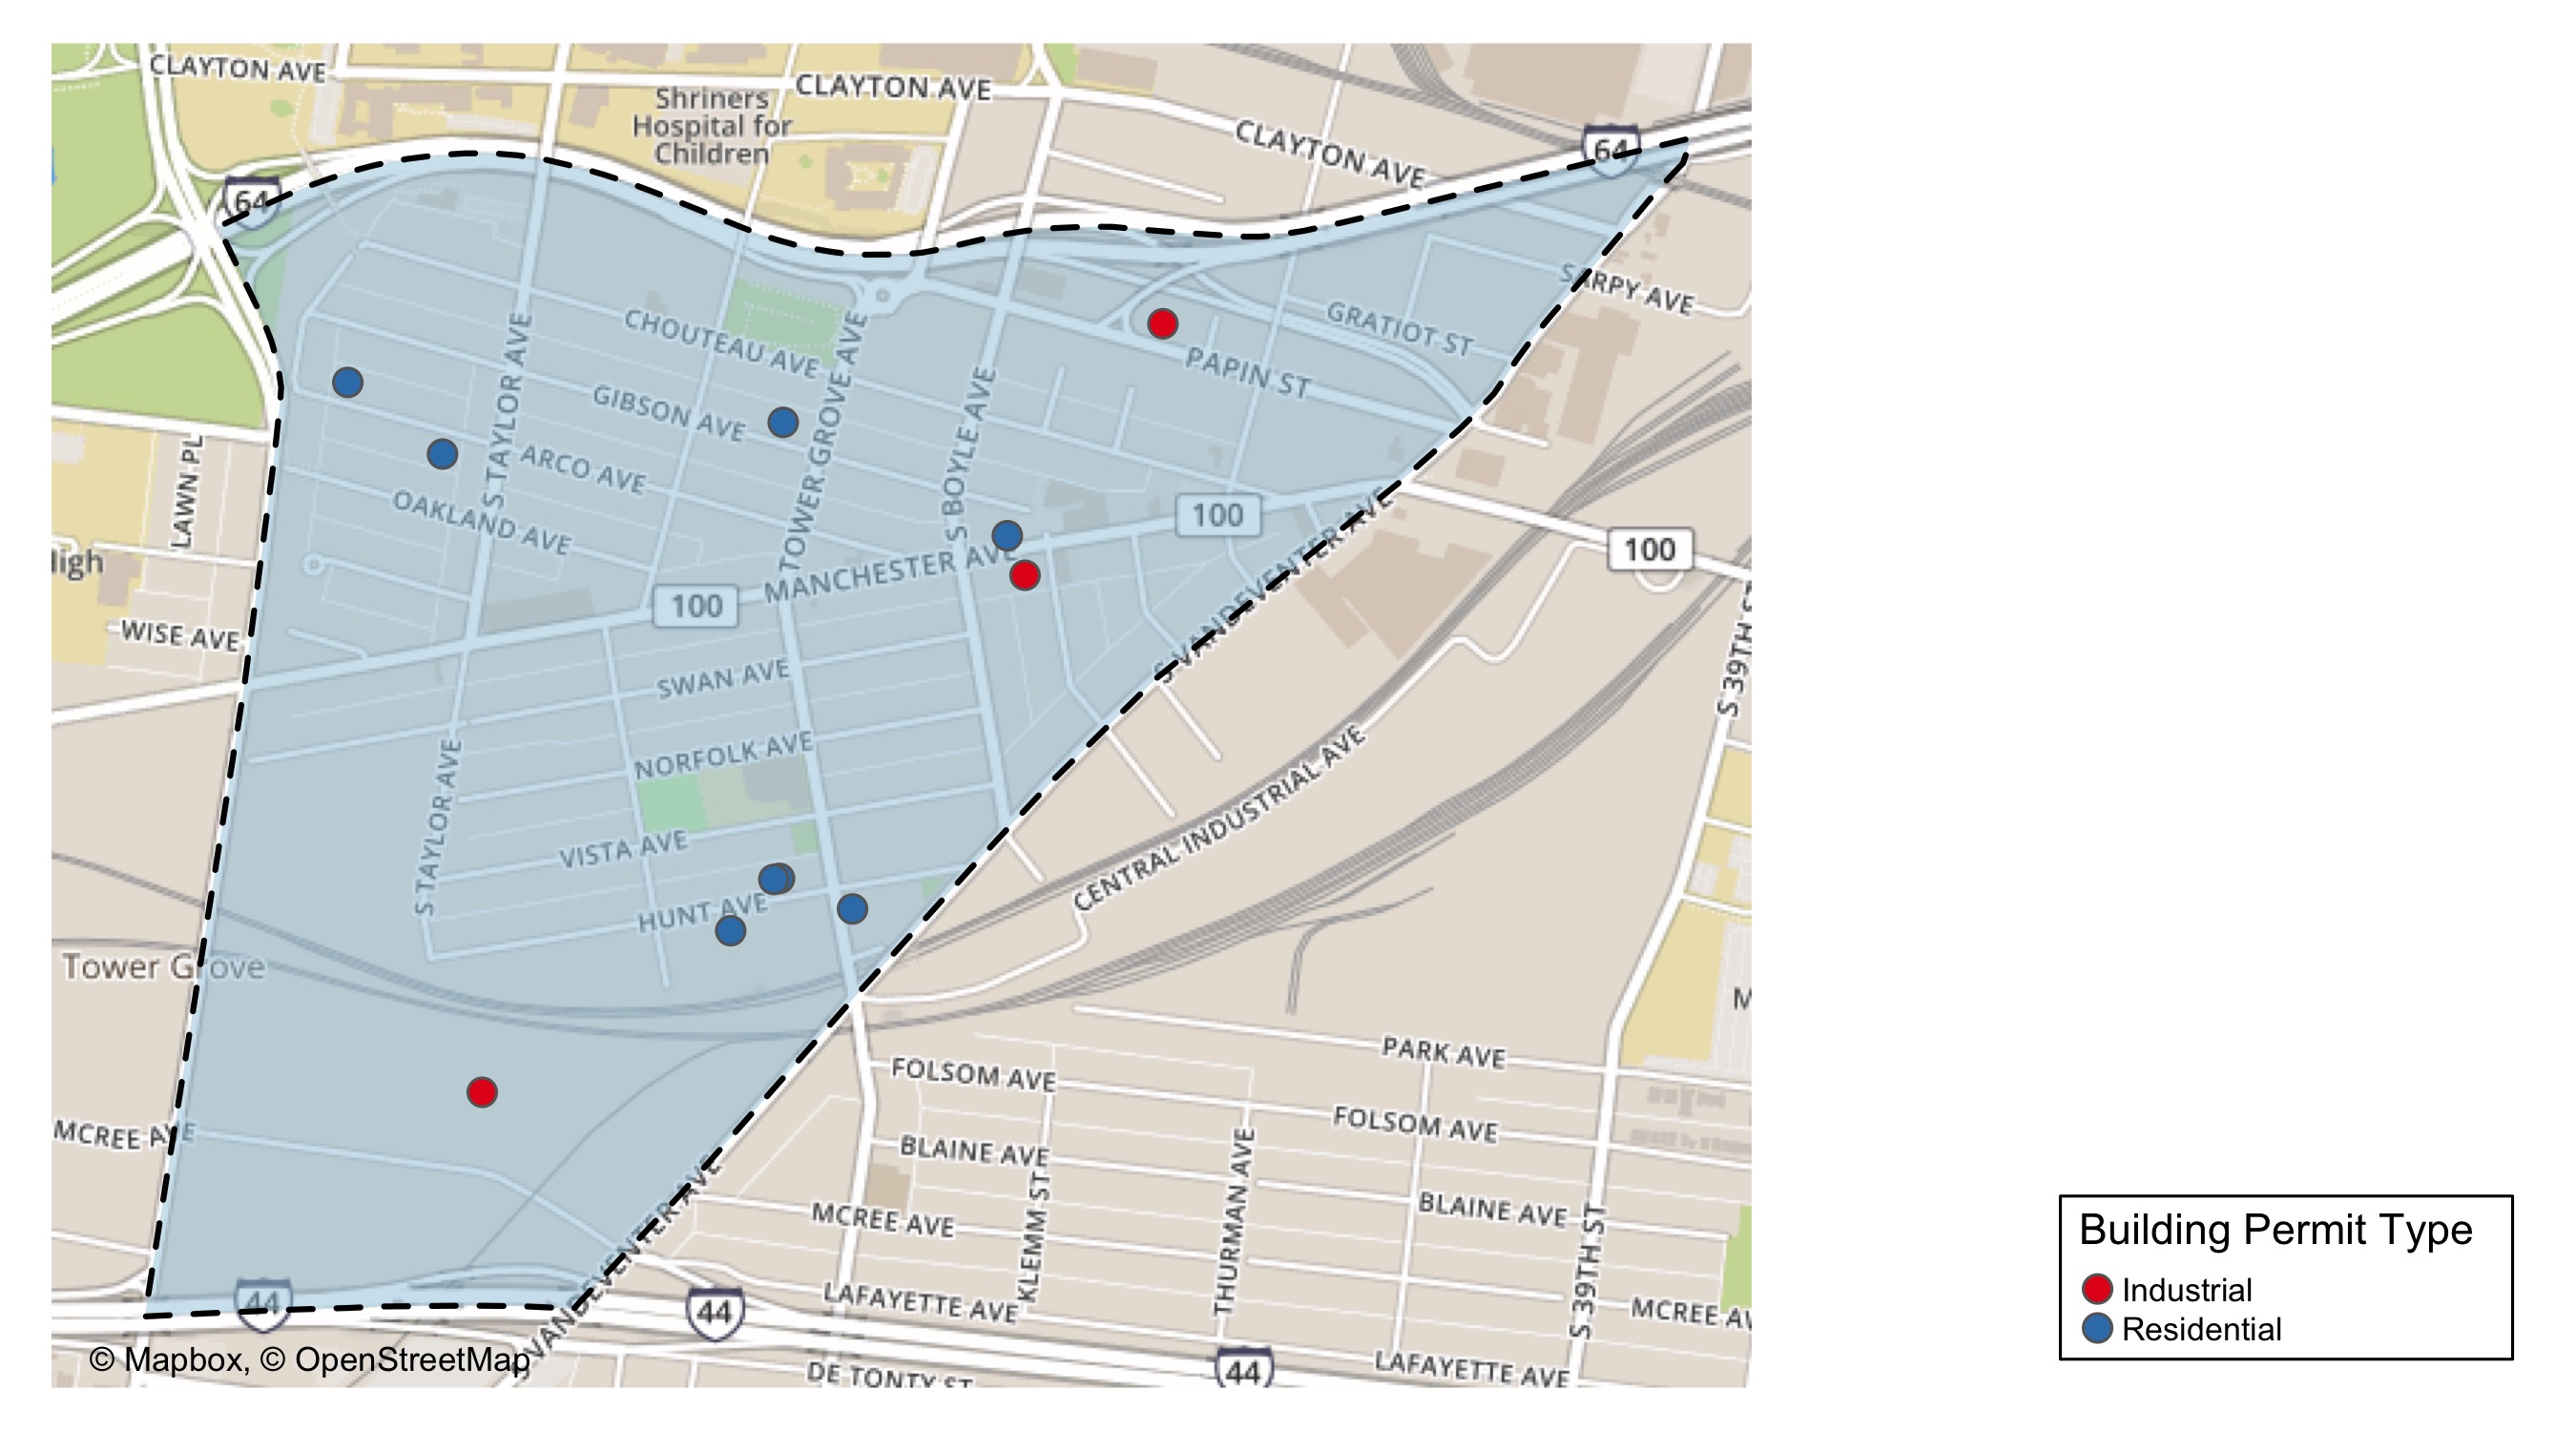 CLAYTON AVE
CLAYTON AVE
Shriners
Hospital for
Children
CLAYTON AVE
64
64
SARPY AVE
GRATIOT ST
CHOUTEAU AVE
PAPIN ST
S TAYLOR AVE
TOWER GROVE AVE
S BOYLE AVE
GIBSON AVE
ARCO AVE
OAKLAND AVE
LAWN PL
100
100
100
MANCHESTER AVE
S VANDEVENTER AVE
WISE AVE
SWAN AVE
S 39TH ST
NORFOLK AVE
S TAYLOR AVE
CENTRAL INDUSTRIAL AVE
VISTA AVE
HUNT AVE
Tower Grove
PARK AVE
FOLSOM AVE
FOLSOM AVE
MCREE AVE
BLAINE AVE
BLAINE AVE
KLEMM ST
THURMAN AVE
S 39TH ST
MCREE AVE
S VANDEVENTER AVE
44
44
LAFAYETTE AVE
MCREE AV
44
LAFAYETTE AVE
DE TONTY ST
© Mapbox, © OpenStreetMap
Building Permit Type
Industrial
Residential